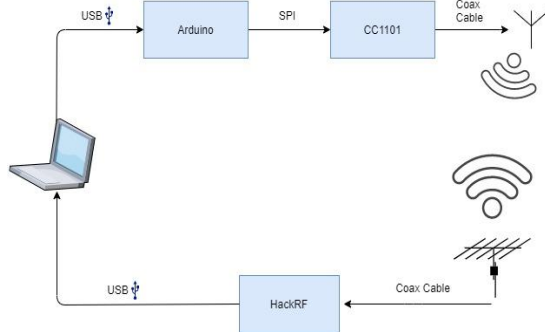 USB
Arduino
SPI
CC1101
Coax
Cable
USB
HackRF
Coax Cable